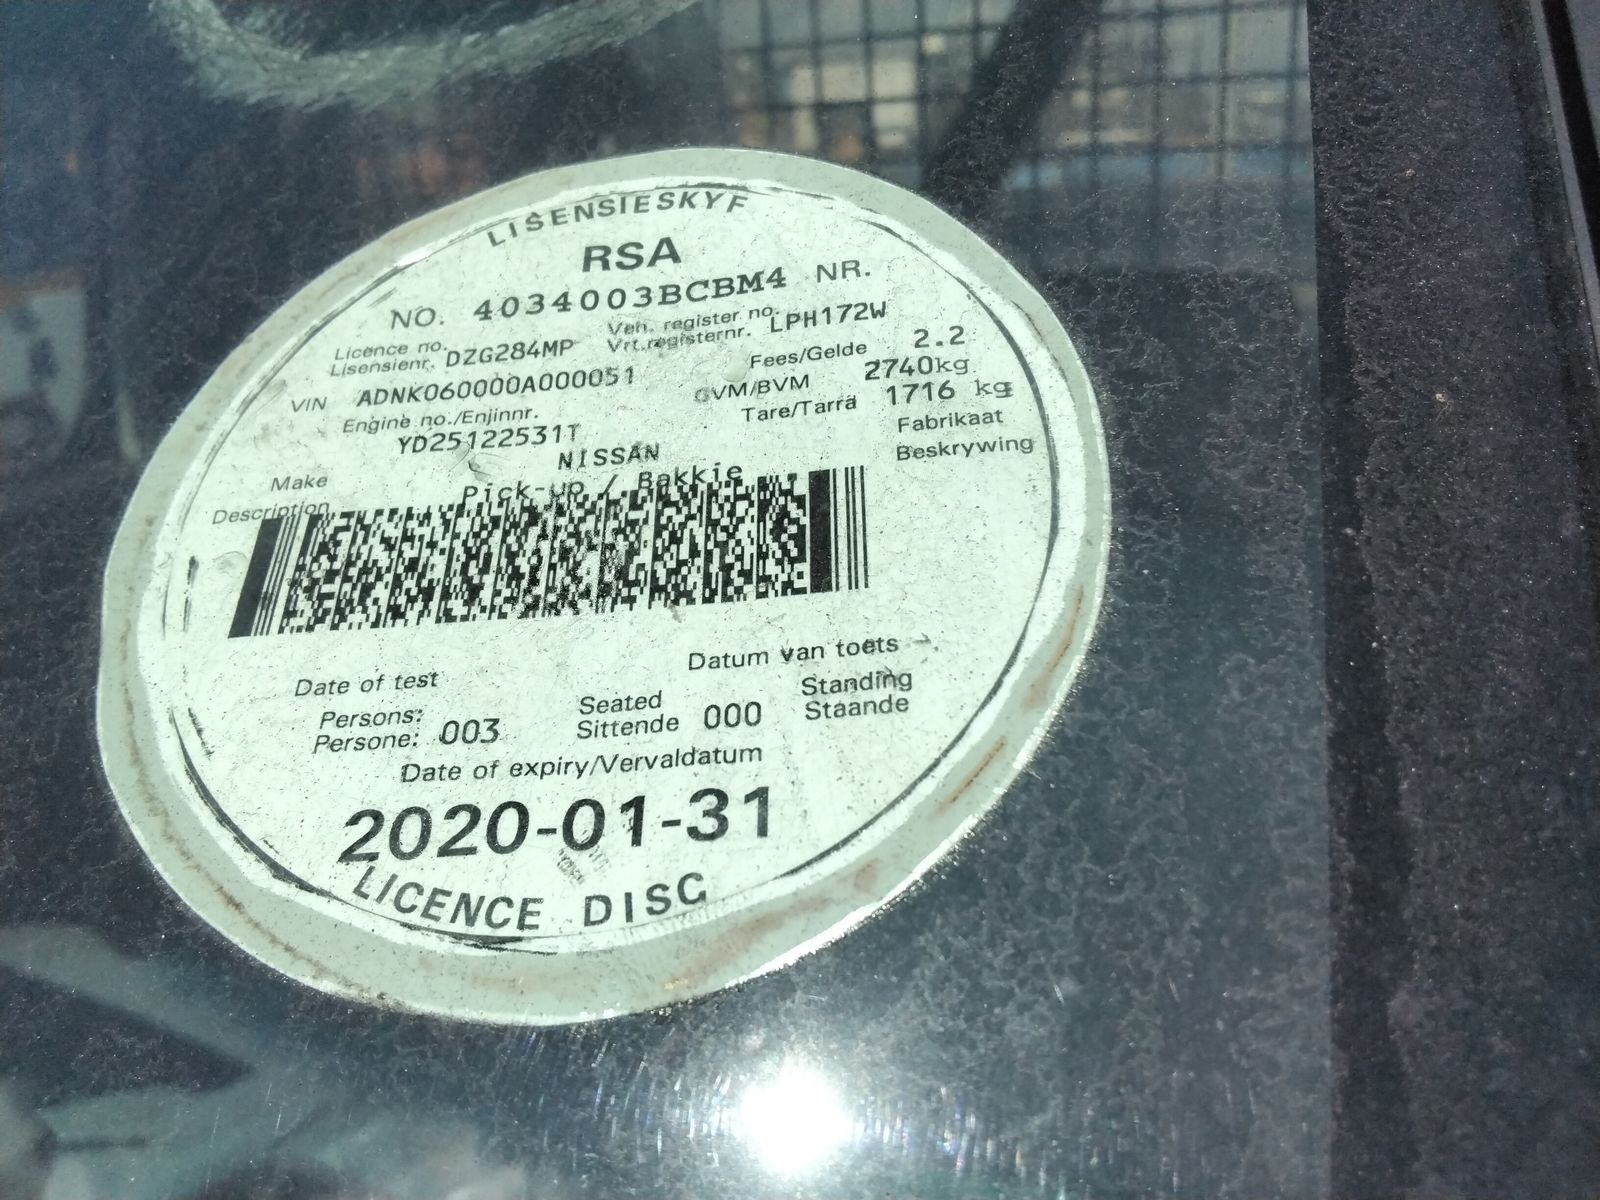 LISENSIESKYF
RSA
NO. 4034003BCBM4 NR.
Licence no. Veh. register no.
Lisensienr. DZG284MP Vrt.registernr. LPH172W
VIN ADNK060000A000051 Fees/Gelde 2.2
Engine no./Enjinnr. GVM/BVM 2740kg
YD25122531T Tare/Tarra 1716 kg
Make NISSAN Fabrikaat
Description Pick-up / Bakkie Beskrywing
Date of test Datum van toets
Persons: Seated Standing
Persone: 003 Sittende 000 Staande
Date of expiry/Vervaldatum
2020-01-31
LICENCE DISC